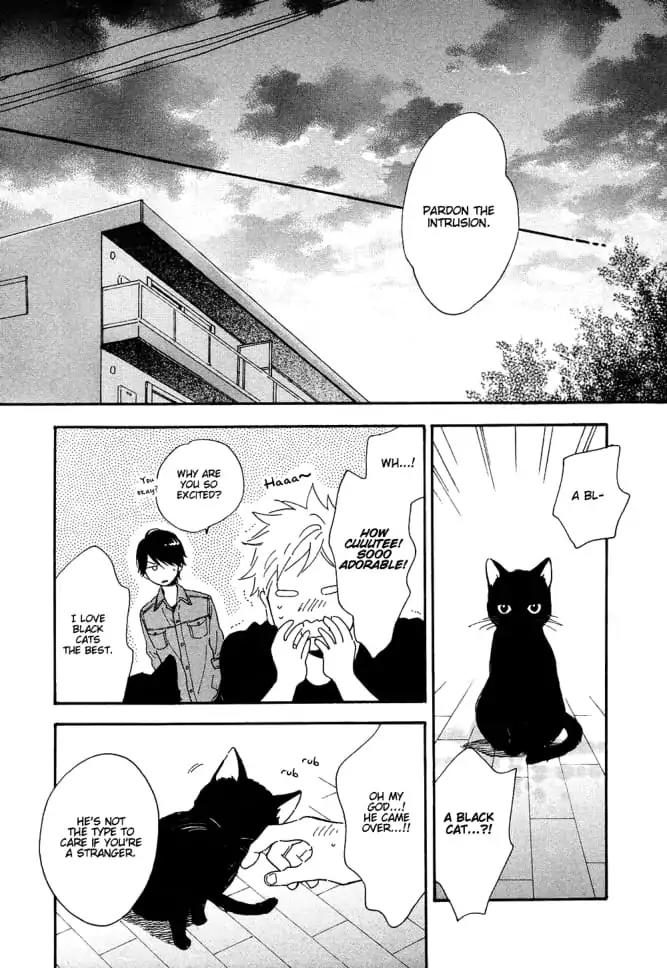 PARDON THE
INTRUSION.
A BL-
A BLACK
CAT...?!
WH...!
HOW
CUUUTEE!
SOOO
ADORABLE!
Haaa~
WHY ARE
YOU SO
EXCITED?
You
okay?
I LOVE
BLACK
CATS
THE BEST.
OH MY
GOD...!
HE CAME
OVER...!!
rub
rub
HE'S NOT
THE TYPE TO
CARE IF YOU'RE
A STRANGER.